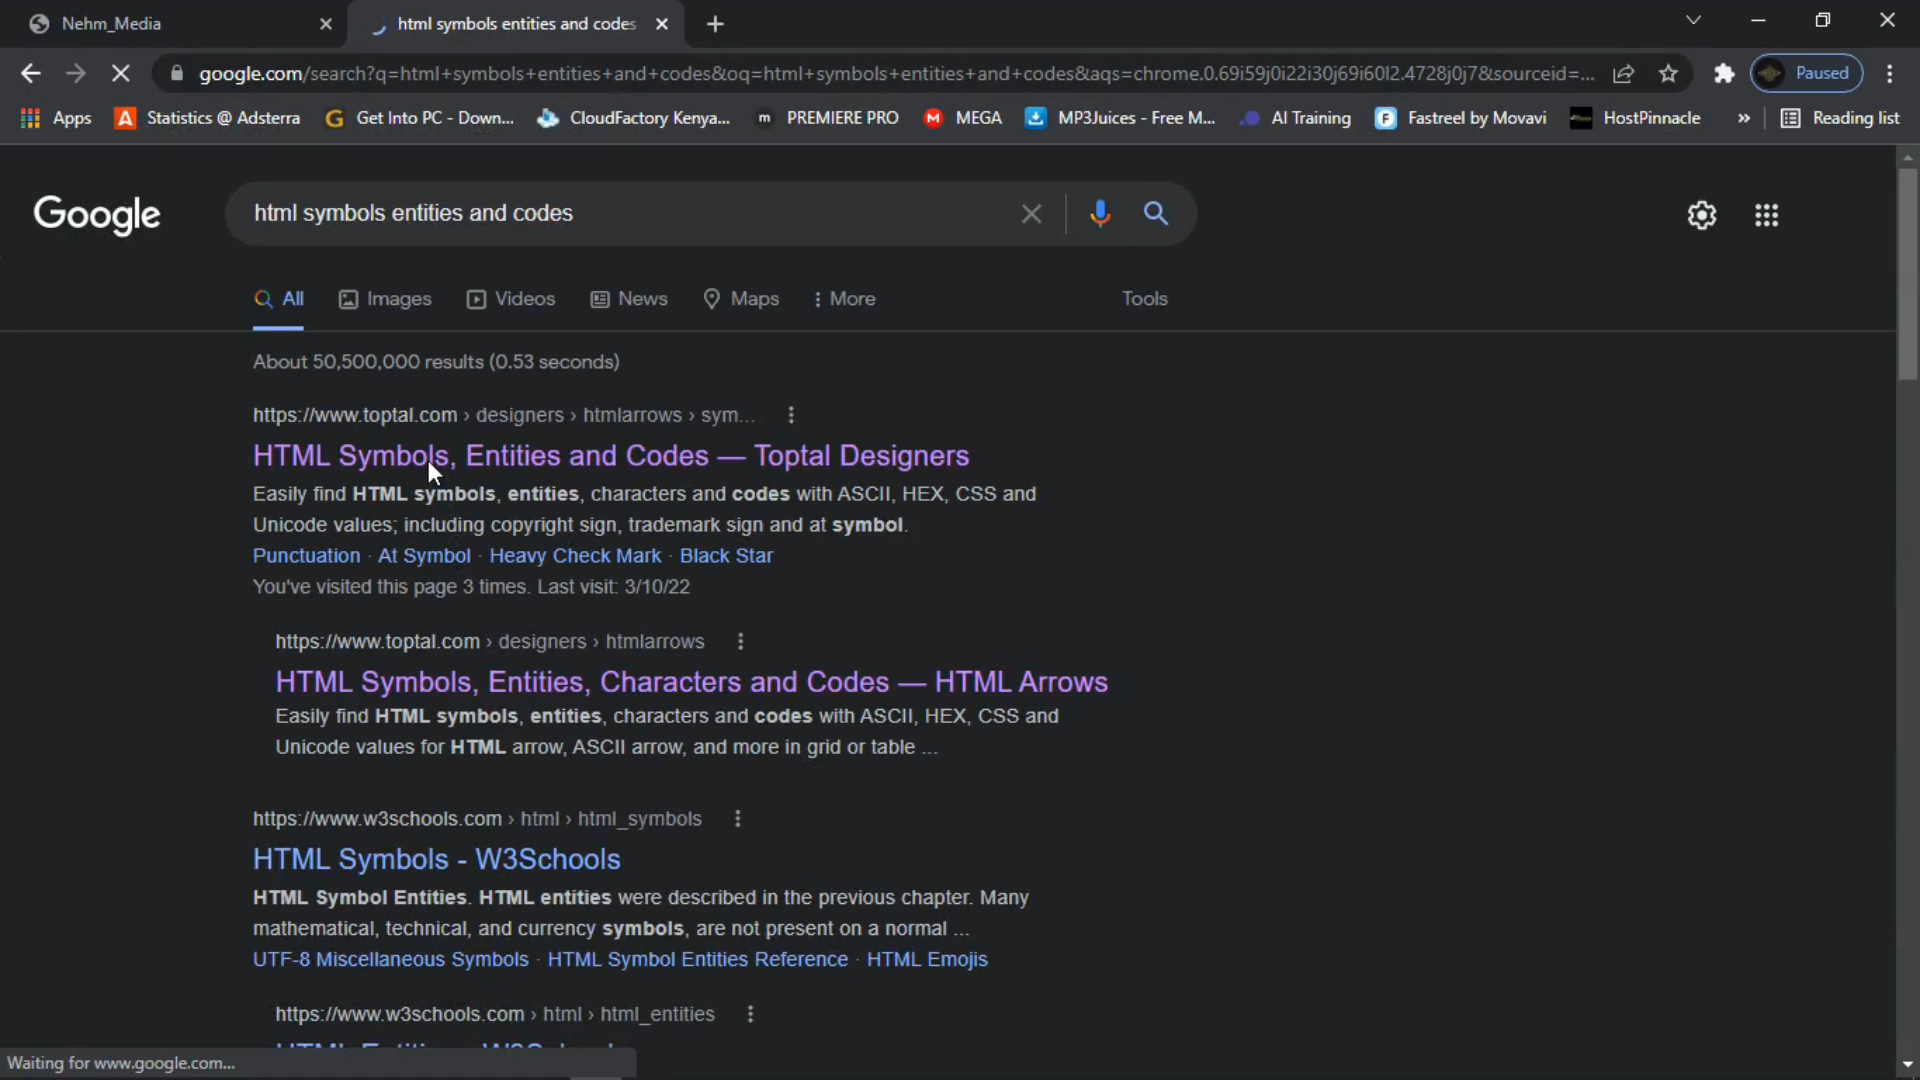 Nehm_Media
html symbols entities and codes
google.com/search?q=html+symbols+entities+and+codes&oq=html+symbols+entities+and+codes&aqs=chrome.0.69i59j0i22i30j69i60l2.4728j0j7&sourceid=...
Paused
Apps
Statistics @ Adsterra
Get Into PC - Down...
CloudFactory Kenya...
PREMIERE PRO
MEGA
MP3Juices - Free M...
AI Training
Fastreel by Movavi
HostPinnacle
»
Reading list
Google
html symbols entities and codes
All
Images
Videos
News
Maps
More
Tools
About 50,500,000 results (0.53 seconds)
https://www.toptal.com › designers › htmlarrows › sym...
HTML Symbols, Entities and Codes — Toptal Designers
Easily find HTML symbols, entities, characters and codes with ASCII, HEX, CSS and
Unicode values; including copyright sign, trademark sign and at symbol.
Punctuation · At Symbol · Heavy Check Mark · Black Star
You've visited this page 3 times. Last visit: 3/10/22
https://www.toptal.com › designers › htmlarrows
HTML Symbols, Entities, Characters and Codes — HTML Arrows
Easily find HTML symbols, entities, characters and codes with ASCII, HEX, CSS and
Unicode values for HTML arrow, ASCII arrow, and more in grid or table ...
https://www.w3schools.com › html › html_symbols
HTML Symbols - W3Schools
HTML Symbol Entities. HTML entities were described in the previous chapter. Many
mathematical, technical, and currency symbols, are not present on a normal ...
UTF-8 Miscellaneous Symbols · HTML Symbol Entities Reference · HTML Emojis
https://www.w3schools.com › html › html_entities
Waiting for www.google.com...